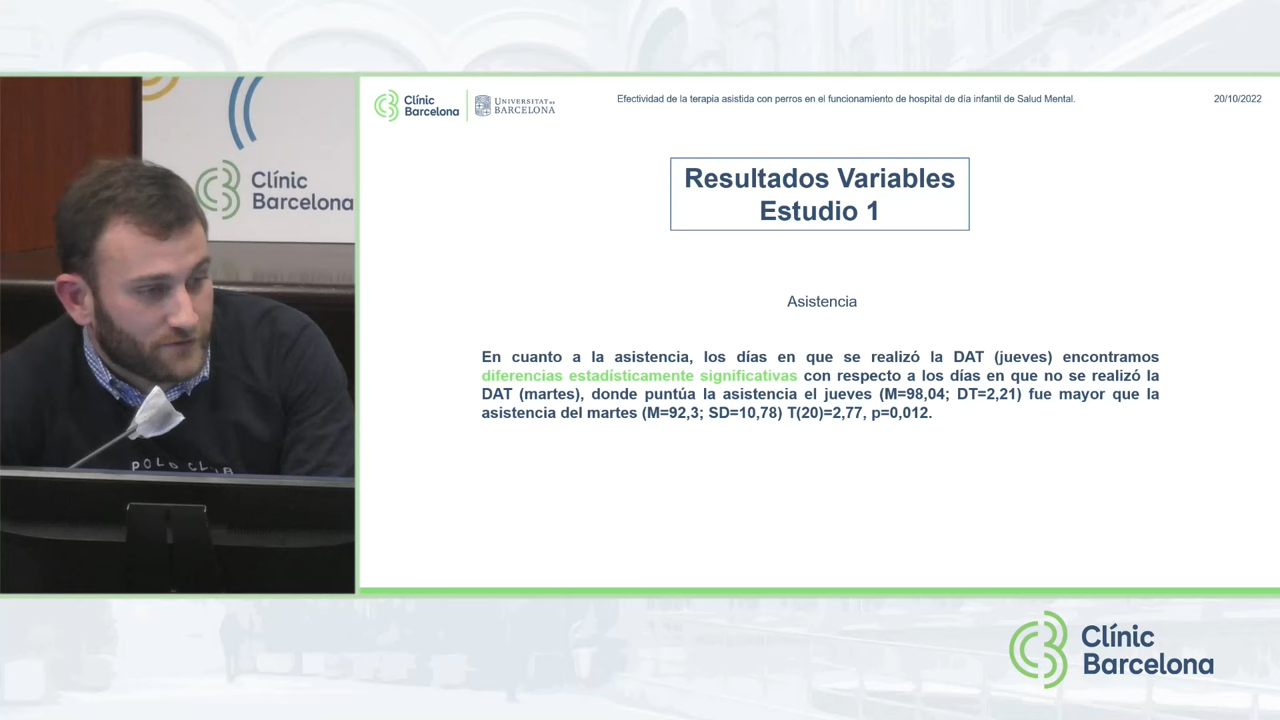 Clínic
Barcelona
POLO CLUB
Clínic
Barcelona
UNIVERSITAT DE
BARCELONA
Efectividad de la terapia asistida con perros en el funcionamiento de hospital de día infantil de Salud Mental.
20/10/2022
Resultados Variables
Estudio 1
Asistencia
En cuanto a la asistencia, los días en que se realizó la DAT (jueves) encontramos
diferencias estadísticamente significativas con respecto a los días en que no se realizó la
DAT (martes), donde puntúa la asistencia el jueves (M=98,04; DT=2,21) fue mayor que la
asistencia del martes (M=92,3; SD=10,78) T(20)=2,77, p=0,012.
Clínic
Barcelona